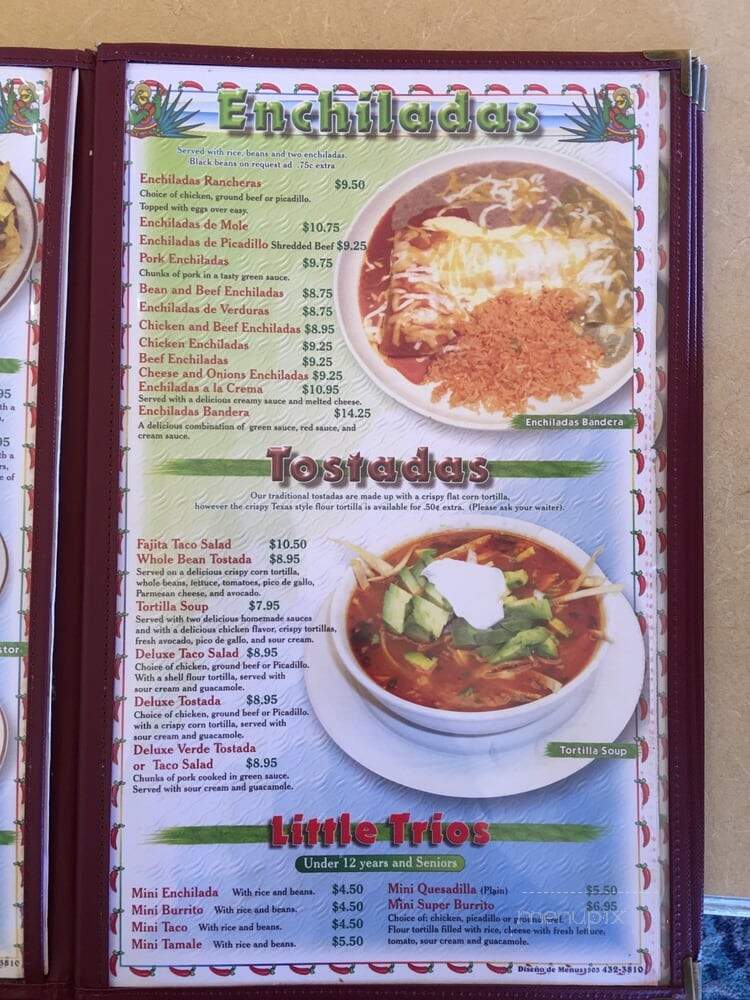 Enchiladas
Served with rice, beans and two enchiladas.
Black beans on request ad .75c extra
Enchiladas Rancheras $9.50
Choice of chicken, ground beef or picadillo.
Topped with eggs over easy.
Enchiladas de Mole $10.75
Enchiladas de Picadillo Shredded Beef $9.25
Pork Enchiladas $9.75
Chunks of pork in a tasty green sauce.
Bean and Beef Enchiladas $8.75
Enchiladas de Verduras $8.75
Chicken and Beef Enchiladas $8.95
Chicken Enchiladas $9.25
Beef Enchiladas $9.25
Cheese and Onions Enchiladas $9.25
Enchiladas a la Crema $10.95
Served with a delicious creamy sauce and melted cheese.
Enchiladas Bandera $14.25
A delicious combination of green sauce, red sauce, and
cream sauce.
Enchiladas Bandera
Tostadas
Our traditional tostadas are made up with a crispy flat corn tortilla,
however the crispy Texas style flour tortilla is available for .50¢ extra. (Please ask your waiter).
Fajita Taco Salad $10.50
Whole Bean Tostada $8.95
Served on a delicious crispy corn tortilla,
whole beans, lettuce, tomatoes, pico de gallo,
Parmesan cheese, and avocado.
Tortilla Soup $7.95
Served with two delicious homemade sauces
and with a delicious chicken flavor, crispy tortillas,
fresh avocado, pico de gallo, and sour cream.
Deluxe Taco Salad $8.95
Choice of chicken, ground beef or Picadillo.
With a shell flour tortilla, served with
sour cream and guacamole.
Deluxe Tostada $8.95
Choice of chicken, ground beef or Picadillo.
with a crispy corn tortilla, served with
sour cream and guacamole.
Deluxe Verde Tostada
or Taco Salad $8.95
Chunks of pork cooked in green sauce.
Served with sour cream and guacamole.
Tortilla Soup
Little Trios
Under 12 years and Seniors
Mini Enchilada With rice and beans. $4.50
Mini Burrito With rice and beans. $4.50
Mini Taco With rice and beans. $4.50
Mini Tamale With rice and beans. $5.50
Mini Quesadilla (Plain) $5.50
Mini Super Burrito $6.95
Choice of: chicken, picadillo or ground beef.
Flour tortilla filled with rice, cheese with fresh lettuce,
tomato, sour cream and guacamole.
menupix
Diseño de Menus 432-3810